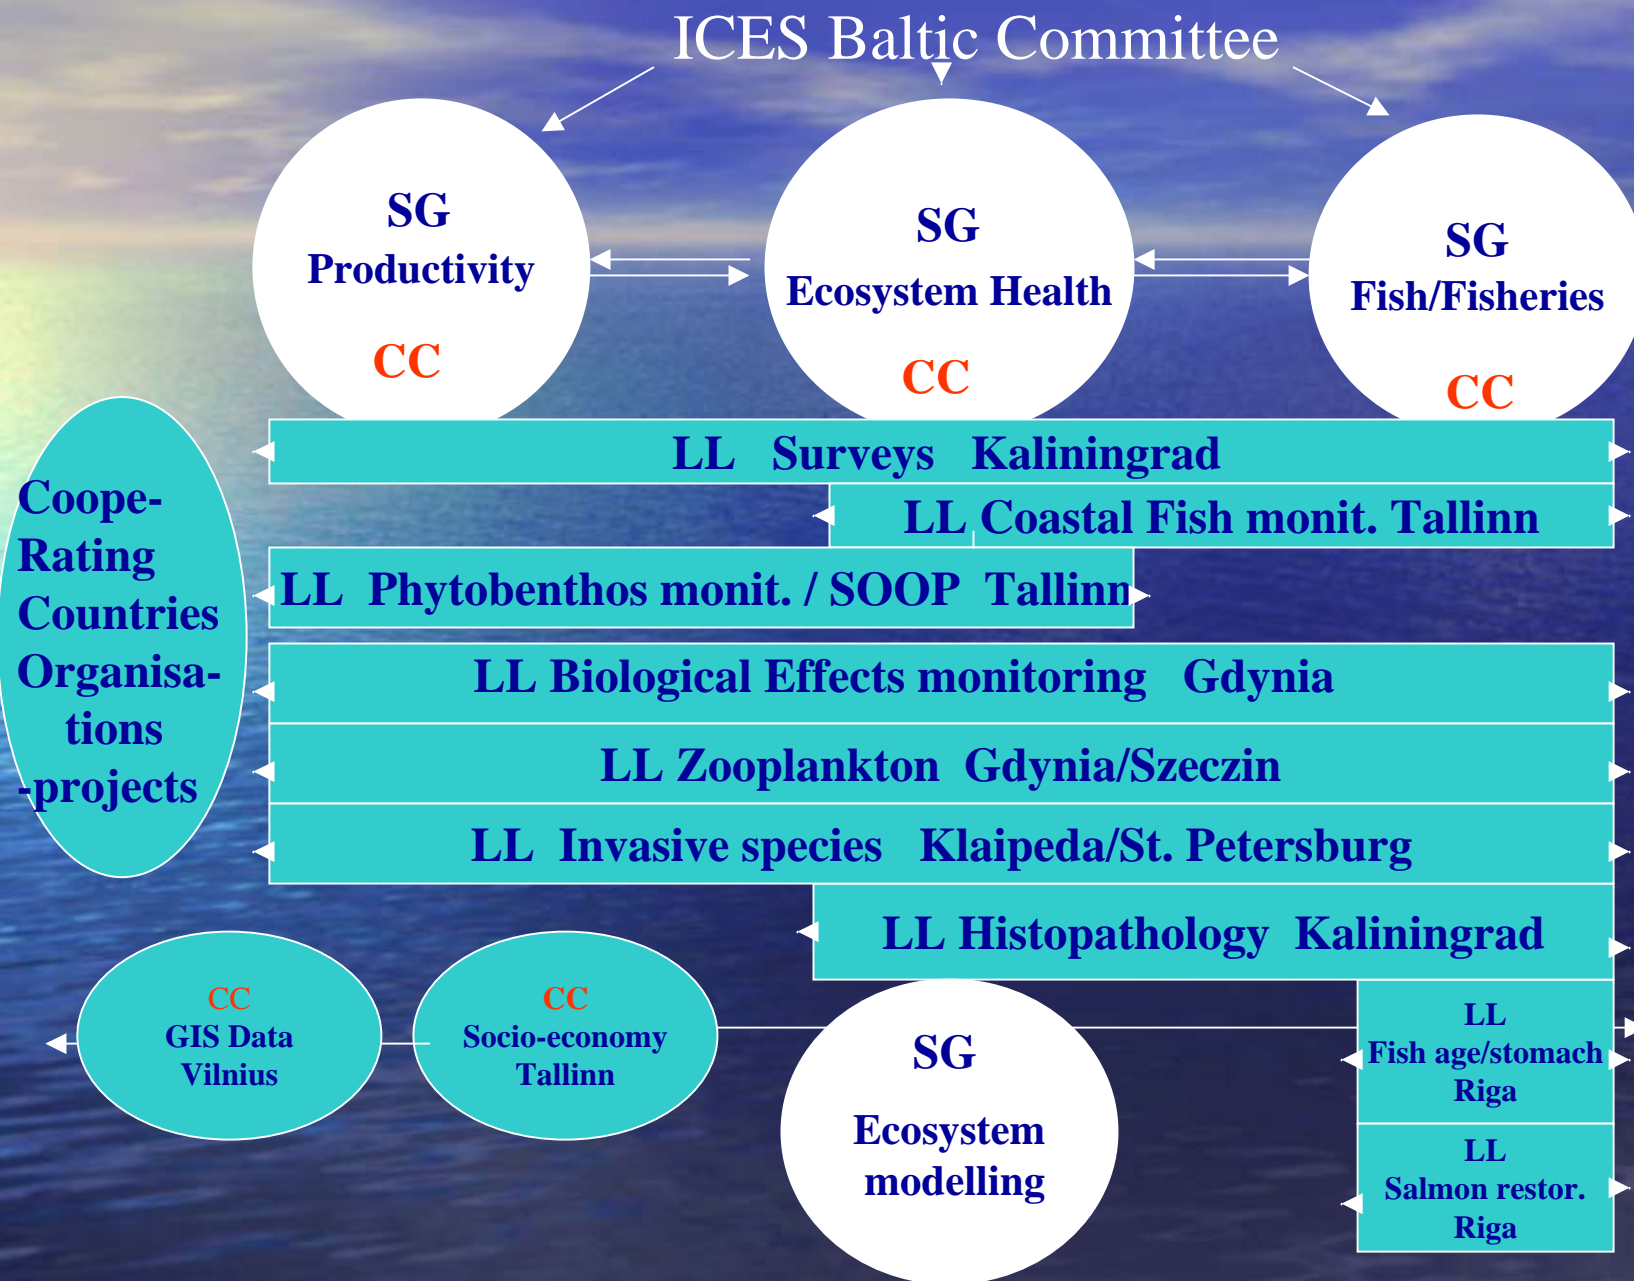 ICES Baltic Committee
SG
Productivity
CC
SG
Ecosystem Health
CC
SG
Fish/Fisheries
CC
LL Surveys Kaliningrad
LL Coastal Fish monit. Tallinn
LL Phytobenthos monit. / SOOP Tallinn
LL Biological Effects monitoring Gdynia
LL Zooplankton Gdynia/Szeczin
LL Invasive species Klaipeda/St. Petersburg
LL Histopathology Kaliningrad
Coope-
Rating
Countries
Organisa-
tions
-projects
CC
GIS Data
Vilnius
CC
Socio-economy
Tallinn
SG
Ecosystem
modelling
LL
Fish age/stomach
Riga
LL
Salmon restor.
Riga